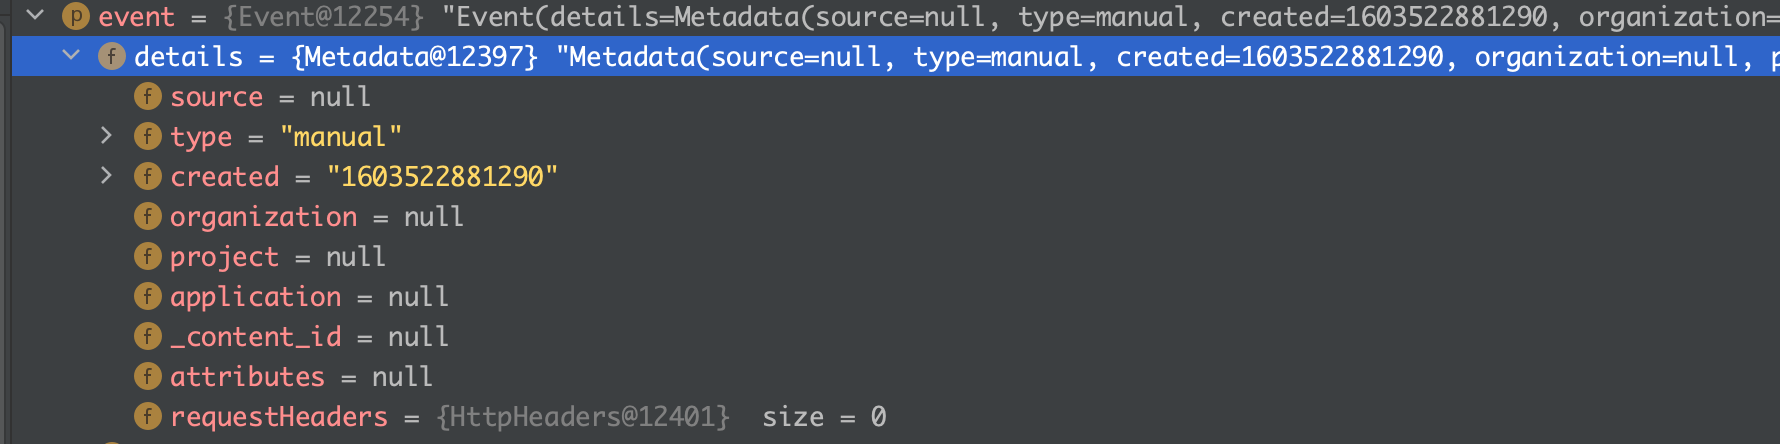 p event = {Event@12254} "Event(details=Metadata(source=null, type=manual, created=1603522881290, organization=
f details = {Metadata@12397} "Metadata(source=null, type=manual, created=1603522881290, organization=null, p
f source = null
f type = "manual"
f created = "1603522881290"
f organization = null
f project = null
f application = null
f _content_id = null
f attributes = null
f requestHeaders = {HttpHeaders@12401} size = 0